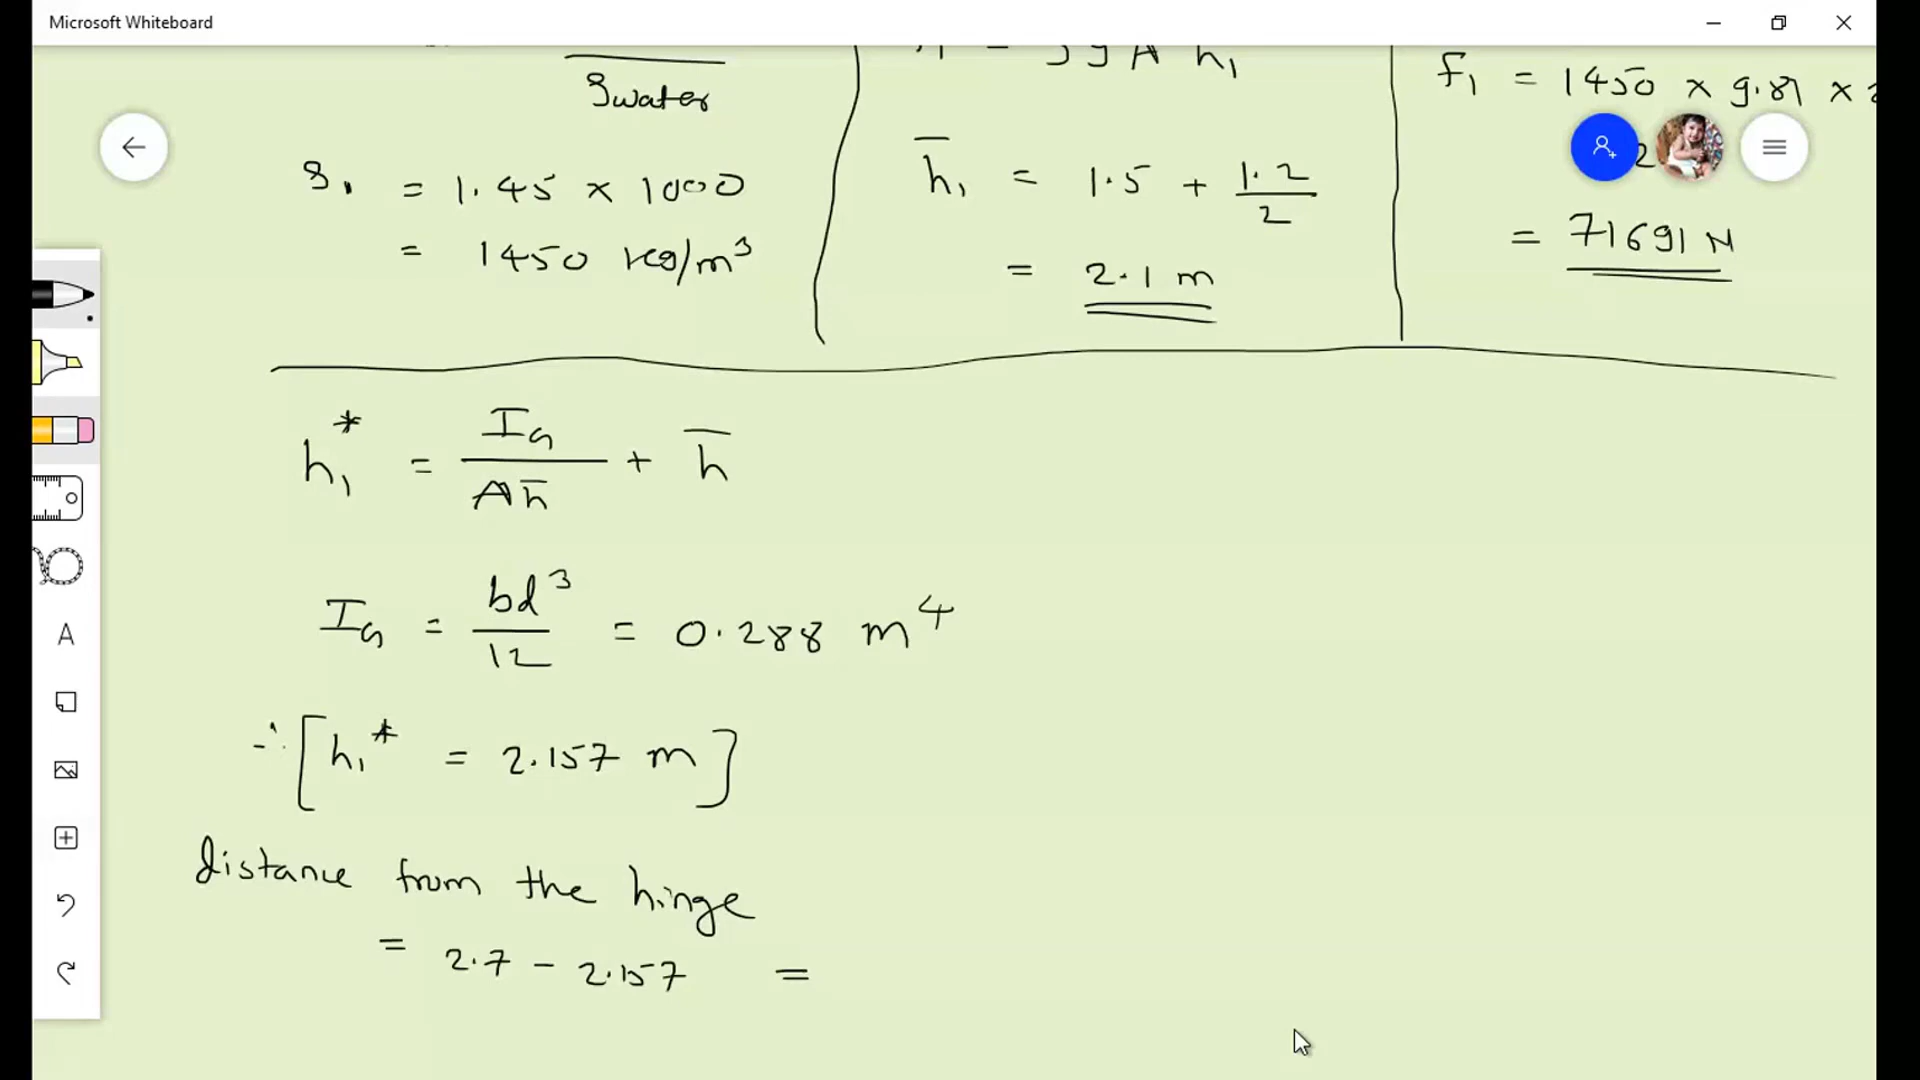 Microsoft Whiteboard
ρwater
ρ₁ = 1.45 × 1000
= 1450 kg/m³
ρ g A h̄₁
h̄₁ = 1.5 + 1.2/2
= 2.1 m
F₁ = 1450 × 9.81 ×
2
= 71691 N
h₁* = I_G/(A h̄) + h̄
I_G = bd³/12 = 0.288 m⁴
∴ [h₁* = 2.157 m]
distance from the hinge
= 2.7 - 2.157 =
A